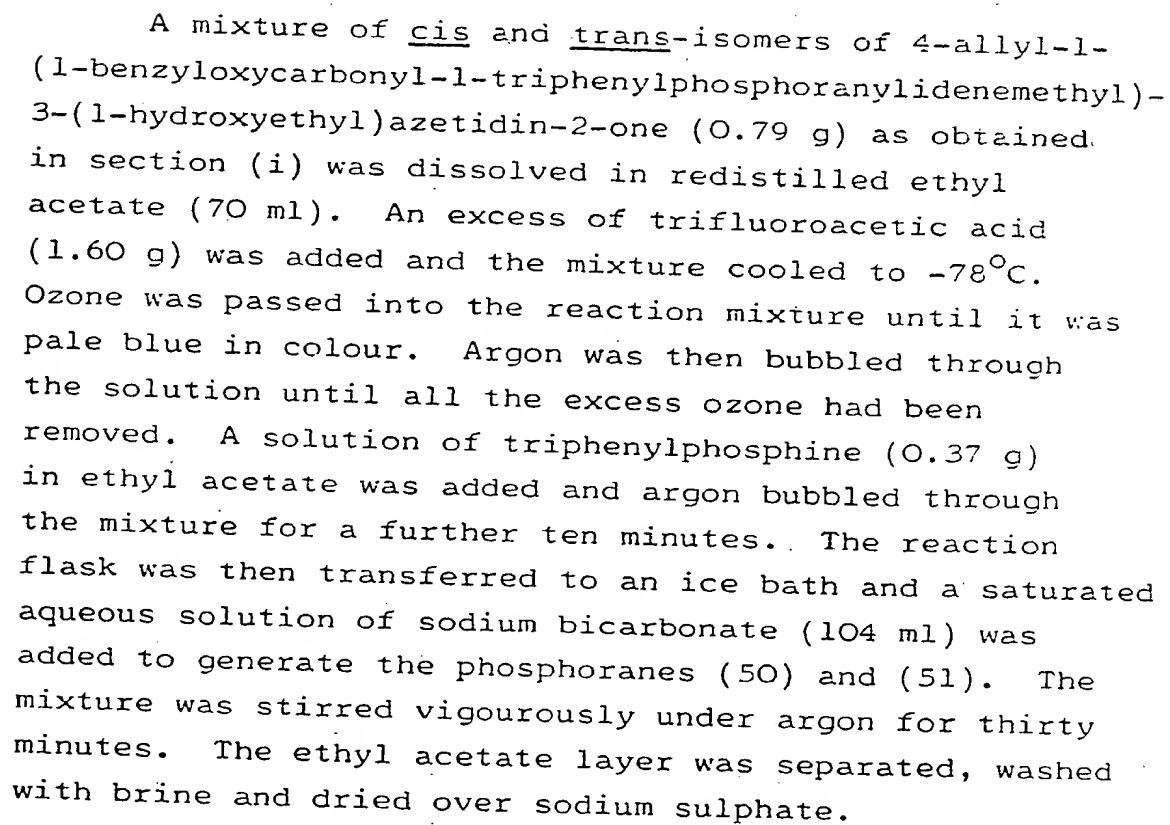 A mixture of cis and trans-isomers of 4-allyl-1-
(1-benzyloxycarbonyl-1-triphenylphosphoranylidenemethyl)-
3-(1-hydroxyethyl)azetidin-2-one (0.79 g) as obtained
in section (i) was dissolved in redistilled ethyl
acetate (70 ml). An excess of trifluoroacetic acid
(1.60 g) was added and the mixture cooled to -78°C.
Ozone was passed into the reaction mixture until it was
pale blue in colour. Argon was then bubbled through
the solution until all the excess ozone had been
removed. A solution of triphenylphosphine (0.37 g)
in ethyl acetate was added and argon bubbled through
the mixture for a further ten minutes. The reaction
flask was then transferred to an ice bath and a saturated
aqueous solution of sodium bicarbonate (104 ml) was
added to generate the phosphoranes (50) and (51). The
mixture was stirred vigourously under argon for thirty
minutes. The ethyl acetate layer was separated, washed
with brine and dried over sodium sulphate.